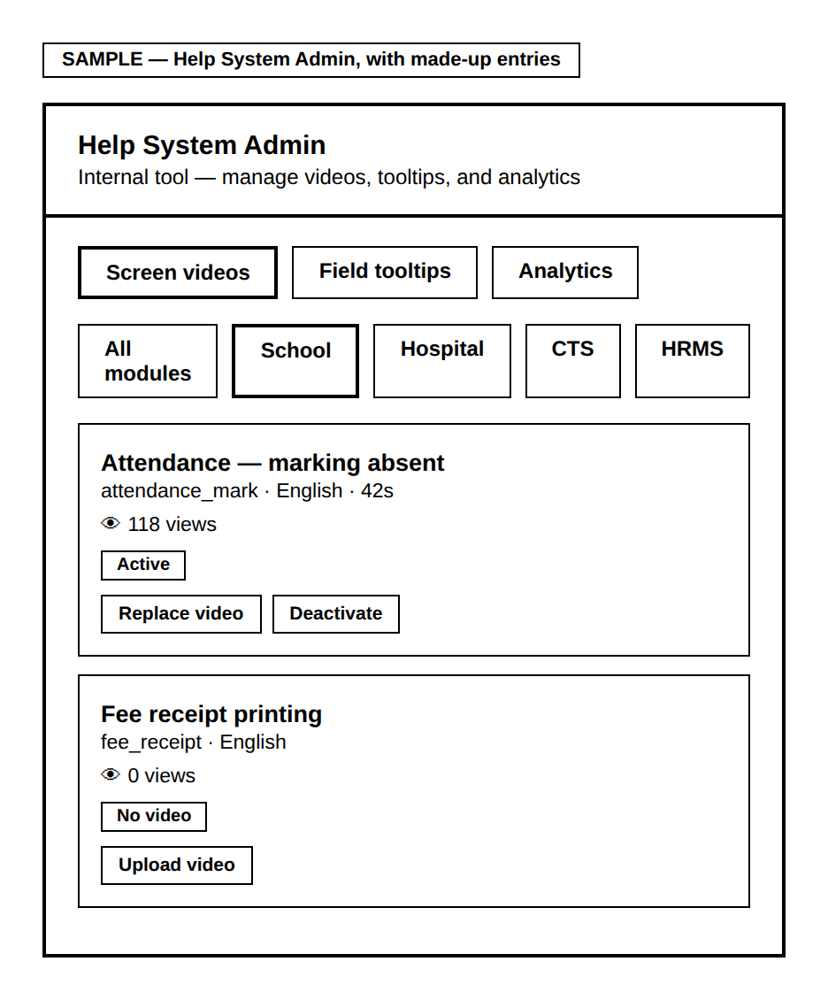 SAMPLE — Help System Admin, with made-up entries
Help System Admin
Internal tool — manage videos, tooltips, and analytics
Screen videos
Field tooltips
Analytics
All
modules
School
Hospital
CTS
HRMS
Attendance — marking absent
attendance_mark · English · 42s
👁 118 views
Active
Replace video
Deactivate
Fee receipt printing
fee_receipt · English
👁 0 views
No video
Upload video